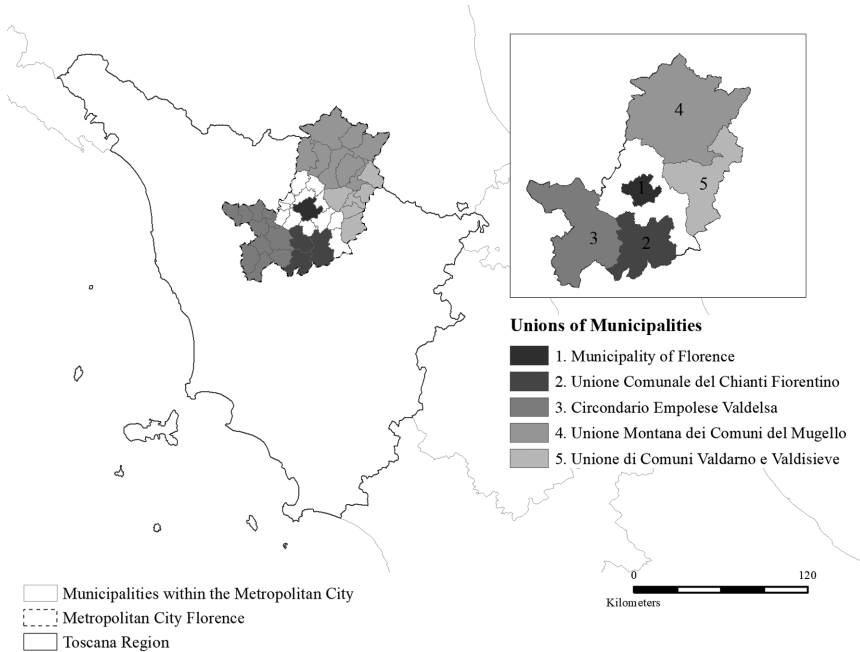 4
1
5
3
2
Unions of Municipalities
1. Municipality of Florence
2. Unione Comunale del Chianti Fiorentino
3. Circondario Empolese Valdelsa
4. Unione Montana dei Comuni del Mugello
5. Unione di Comuni Valdarno e Valdisieve
0 120
Kilometers
Municipalities within the Metropolitan City
Metropolitan City Florence
Toscana Region